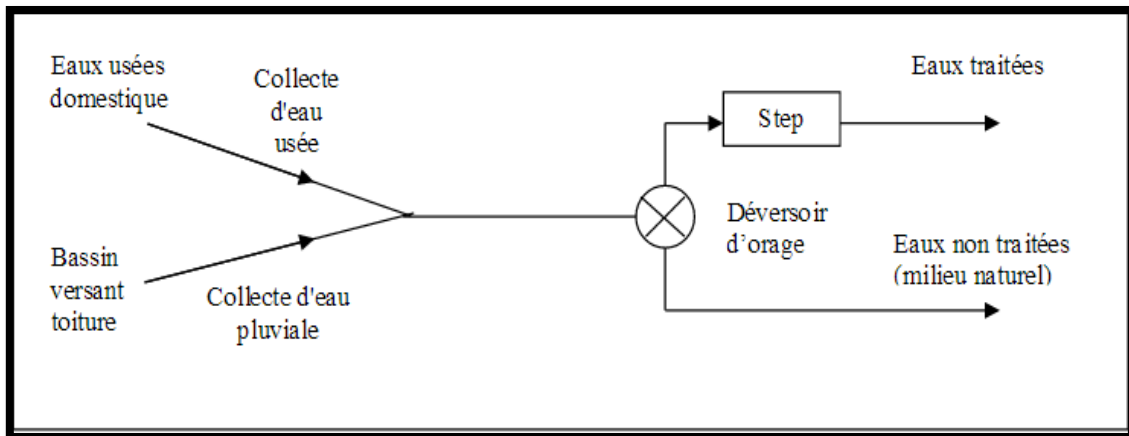 Eaux usées
domestique
Collecte
d'eau
usée
Eaux traitées
Step
Déversoir
d'orage
Eaux non traitées
(milieu naturel)
Bassin
versant
toiture
Collecte d'eau
pluviale